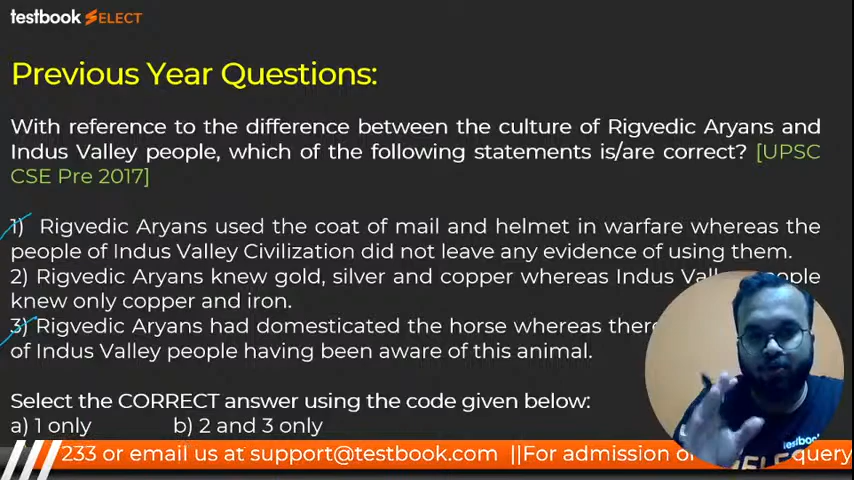 testbook SELECT
Previous Year Questions:
With reference to the difference between the culture of Rigvedic Aryans and
Indus Valley people, which of the following statements is/are correct? [UPSC
CSE Pre 2017]
1) Rigvedic Aryans used the coat of mail and helmet in warfare whereas the
people of Indus Valley Civilization did not leave any evidence of using them.
2) Rigvedic Aryans knew gold, silver and copper whereas Indus
knew only copper and iron.
3) Rigvedic Aryans had domesticated the horse whereas
of Indus Valley people having been aware of this animal.
Select the CORRECT answer using the code given below:
a) 1 only b) 2 and 3 only
testbook
233 or email us at support@testbook.com ||For admission query